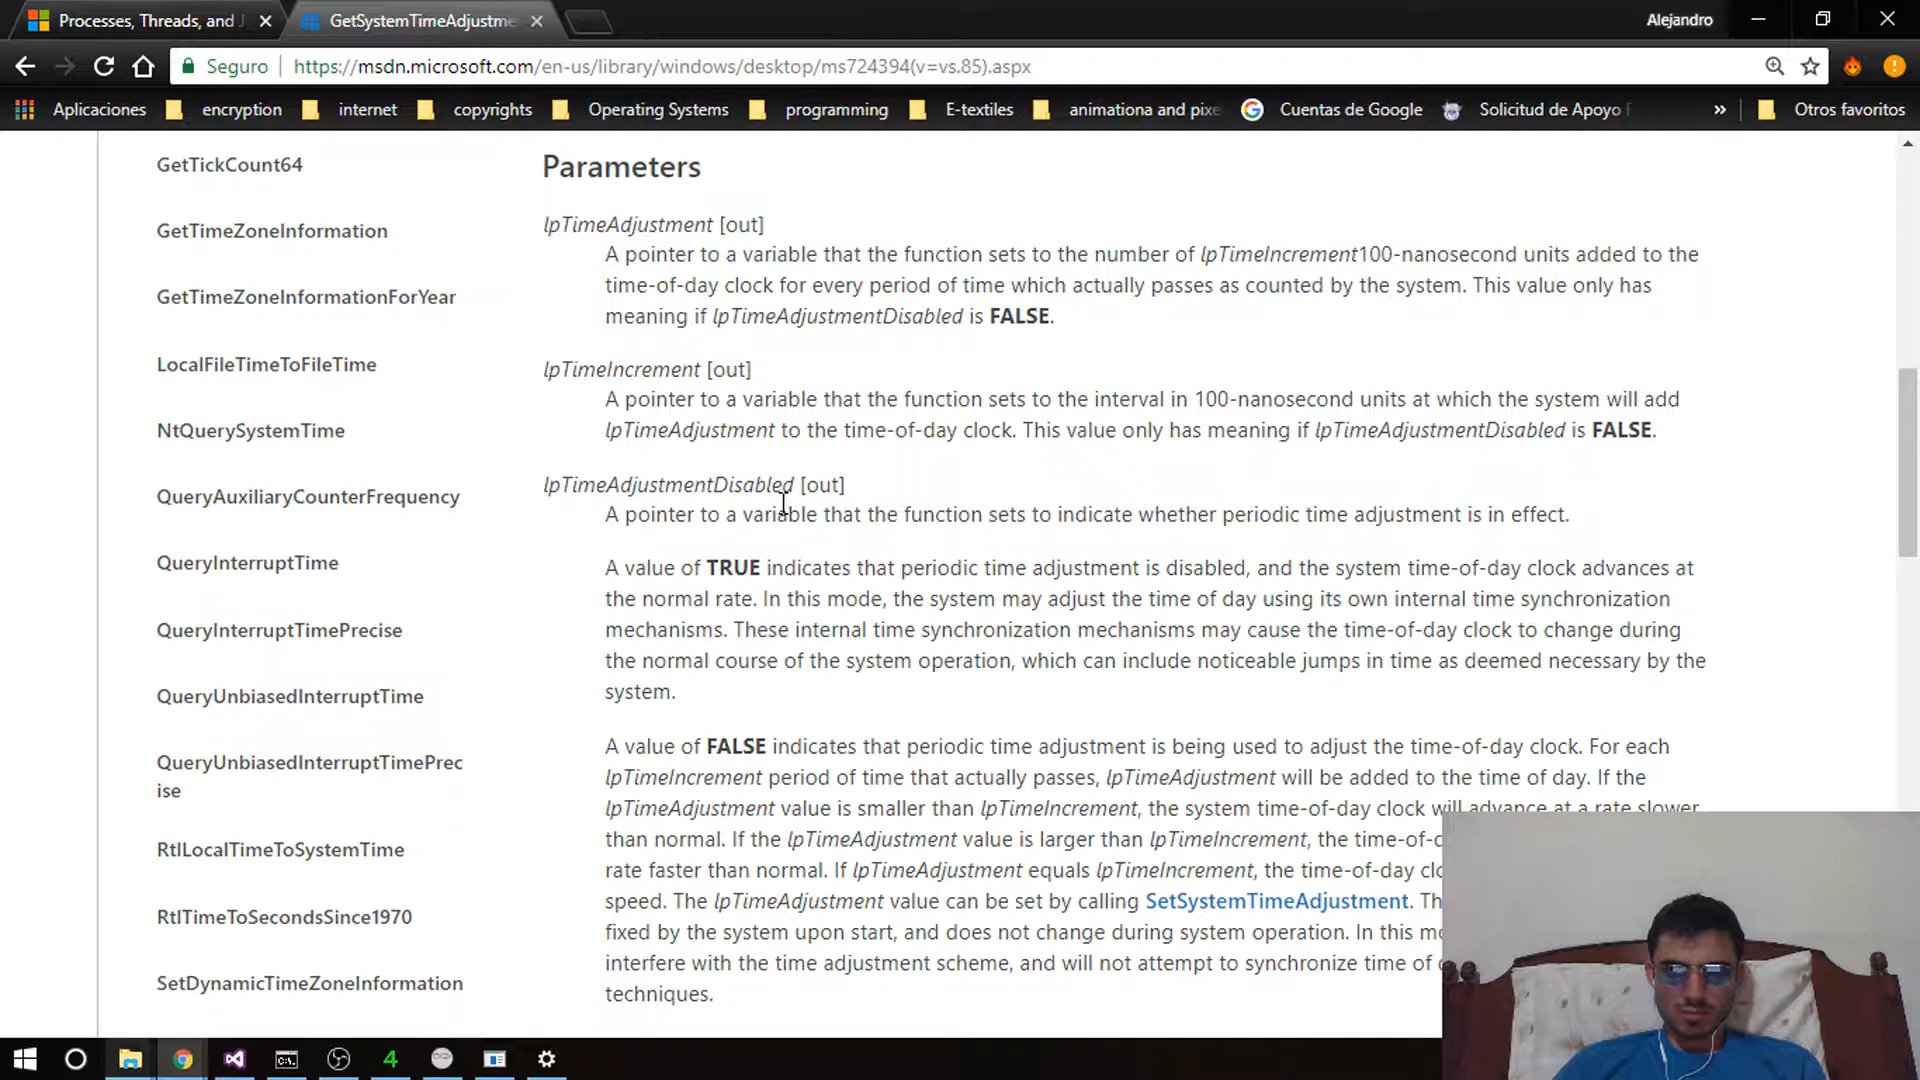 Processes, Threads, and J
GetSystemTimeAdjustme
Alejandro
Seguro
https://msdn.microsoft.com/en-us/library/windows/desktop/ms724394(v=vs.85).aspx
Aplicaciones
encryption
internet
copyrights
Operating Systems
programming
E-textiles
animationa and pixe
Cuentas de Google
Solicitud de Apoyo
»
Otros favoritos
GetTickCount64
GetTimeZoneInformation
GetTimeZoneInformationForYear
LocalFileTimeToFileTime
NtQuerySystemTime
QueryAuxiliaryCounterFrequency
QueryInterruptTime
QueryInterruptTimePrecise
QueryUnbiasedInterruptTime
QueryUnbiasedInterruptTimePrec
ise
RtlLocalTimeToSystemTime
RtlTimeToSecondsSince1970
SetDynamicTimeZoneInformation
Parameters
lpTimeAdjustment [out]
A pointer to a variable that the function sets to the number of lpTimeIncrement100-nanosecond units added to the
time-of-day clock for every period of time which actually passes as counted by the system. This value only has
meaning if lpTimeAdjustmentDisabled is FALSE.
lpTimeIncrement [out]
A pointer to a variable that the function sets to the interval in 100-nanosecond units at which the system will add
lpTimeAdjustment to the time-of-day clock. This value only has meaning if lpTimeAdjustmentDisabled is FALSE.
lpTimeAdjustmentDisabled [out]
A pointer to a variable that the function sets to indicate whether periodic time adjustment is in effect.
A value of TRUE indicates that periodic time adjustment is disabled, and the system time-of-day clock advances at
the normal rate. In this mode, the system may adjust the time of day using its own internal time synchronization
mechanisms. These internal time synchronization mechanisms may cause the time-of-day clock to change during
the normal course of the system operation, which can include noticeable jumps in time as deemed necessary by the
system.
A value of FALSE indicates that periodic time adjustment is being used to adjust the time-of-day clock. For each
lpTimeIncrement period of time that actually passes, lpTimeAdjustment will be added to the time of day. If the
lpTimeAdjustment value is smaller than lpTimeIncrement, the system time-of-day clock will advance at a rate slower
than normal. If the lpTimeAdjustment value is larger than lpTimeIncrement, the time-of-d
rate faster than normal. If lpTimeAdjustment equals lpTimeIncrement, the time-of-day clo
speed. The lpTimeAdjustment value can be set by calling SetSystemTimeAdjustment. Th
fixed by the system upon start, and does not change during system operation. In this mo
interfere with the time adjustment scheme, and will not attempt to synchronize time of d
techniques.
4